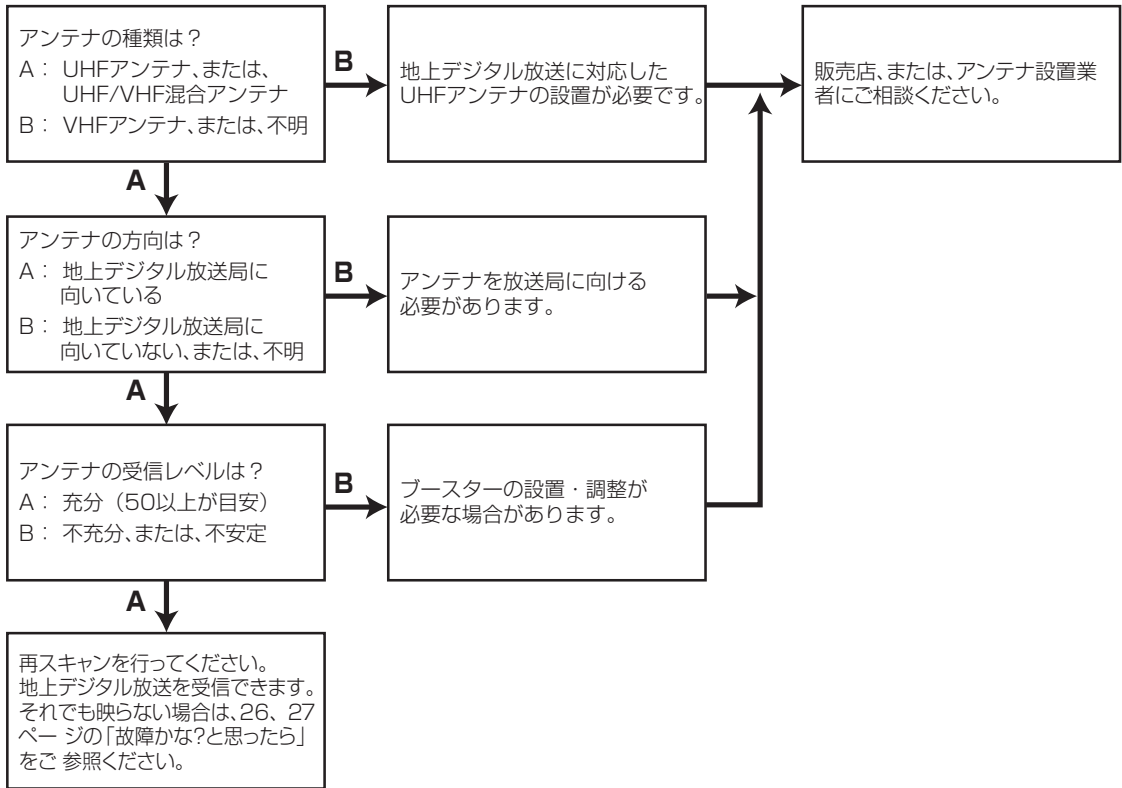 アンテナの種類は？
A： UHFアンテナ、または、
UHF/VHF混合アンテナ
B： VHFアンテナ、または、不明
B
地上デジタル放送に対応した
UHFアンテナの設置が必要です。
販売店、または、アンテナ設置業
者にご相談ください。
A
アンテナの方向は？
A： 地上デジタル放送局に
向いている
B： 地上デジタル放送局に
向いていない、または、不明
B
アンテナを放送局に向ける
必要があります。
A
アンテナの受信レベルは？
A： 充分（50以上が目安）
B： 不充分、または、不安定
B
ブースターの設置・調整が
必要な場合があります。
A
再スキャンを行ってください。
地上デジタル放送を受信できます。
それでも映らない場合は、26、27
ペー ジの「故障かな?と思ったら」
をご 参照ください。